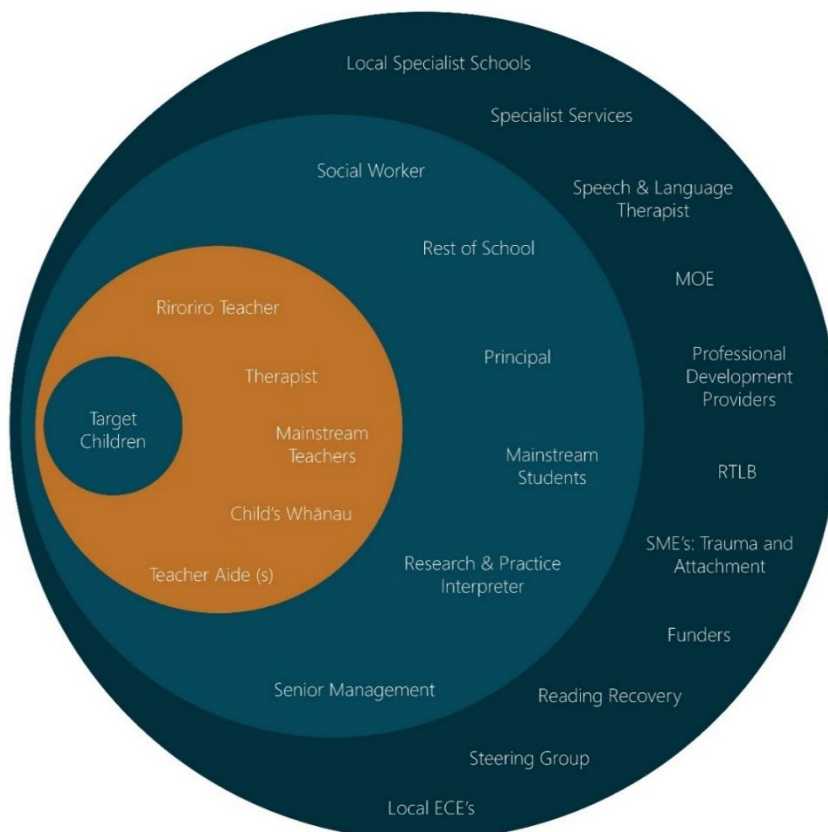 Local Specialist Schools
Specialist Services
Social Worker
Speech & Language
Therapist
Rest of School
MOE
Riroriro Teacher
Principal
Professional
Development
Providers
Therapist
Target
Children
Mainstream
Teachers
Mainstream
Students
RTLB
Child's Whānau
SME's: Trauma and
Attachment
Research & Practice
Interpreter
Teacher Aide (s)
Funders
Senior Management
Reading Recovery
Steering Group
Local ECE's